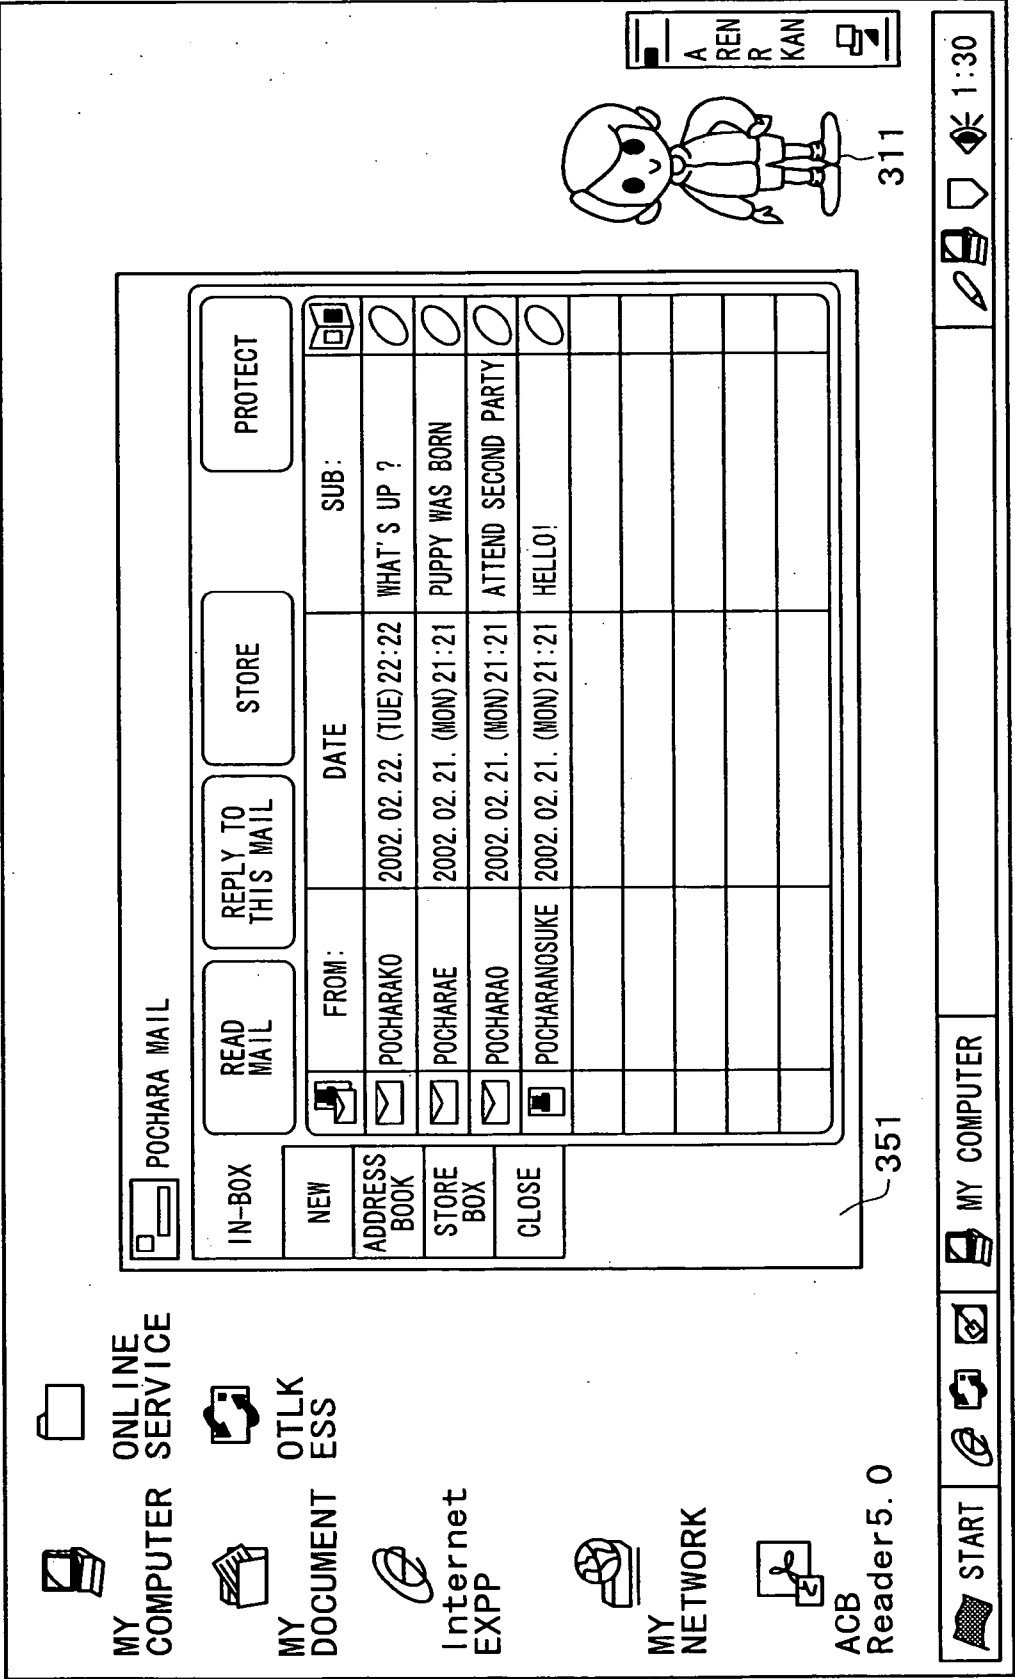 MY COMPUTER
ONLINE SERVICE
MY DOCUMENT
OTLK ESS
Internet EXPP
MY NETWORK
ACB Reader5.0
POCHARA MAIL
IN-BOX
NEW
ADDRESS BOOK
STORE BOX
CLOSE
READ MAIL
REPLY TO THIS MAIL
STORE
PROTECT
FROM: DATE SUB:
POCHARAKO 2002.02.22.(TUE)22:22 WHAT'S UP ?
POCHARAE 2002.02.21.(MON)21:21 PUPPY WAS BORN
POCHARAO 2002.02.21.(MON)21:21 ATTEND SECOND PARTY
POCHARANOSUKE 2002.02.21.(MON)21:21 HELLO!
351
311
A
REN
R
KAN
START
MY COMPUTER
1:30